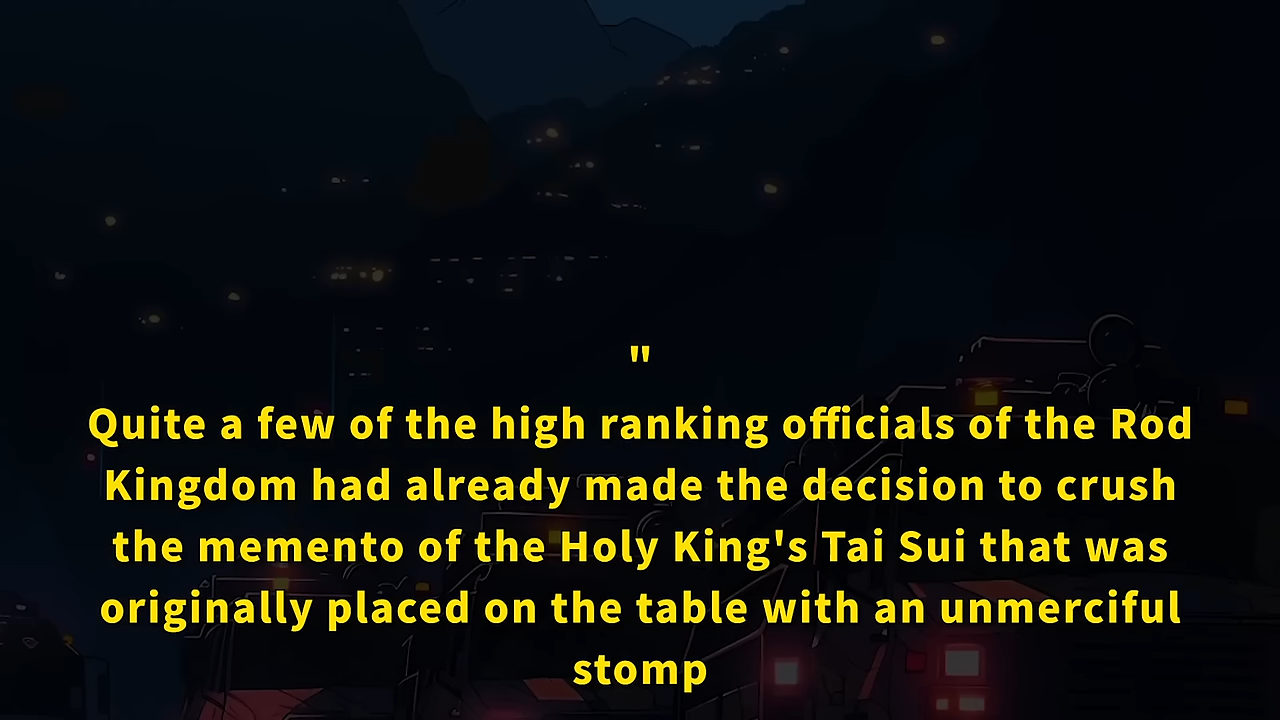 "
Quite a few of the high ranking officials of the Rod
Kingdom had already made the decision to crush
the memento of the Holy King's Tai Sui that was
originally placed on the table with an unmerciful
stomp